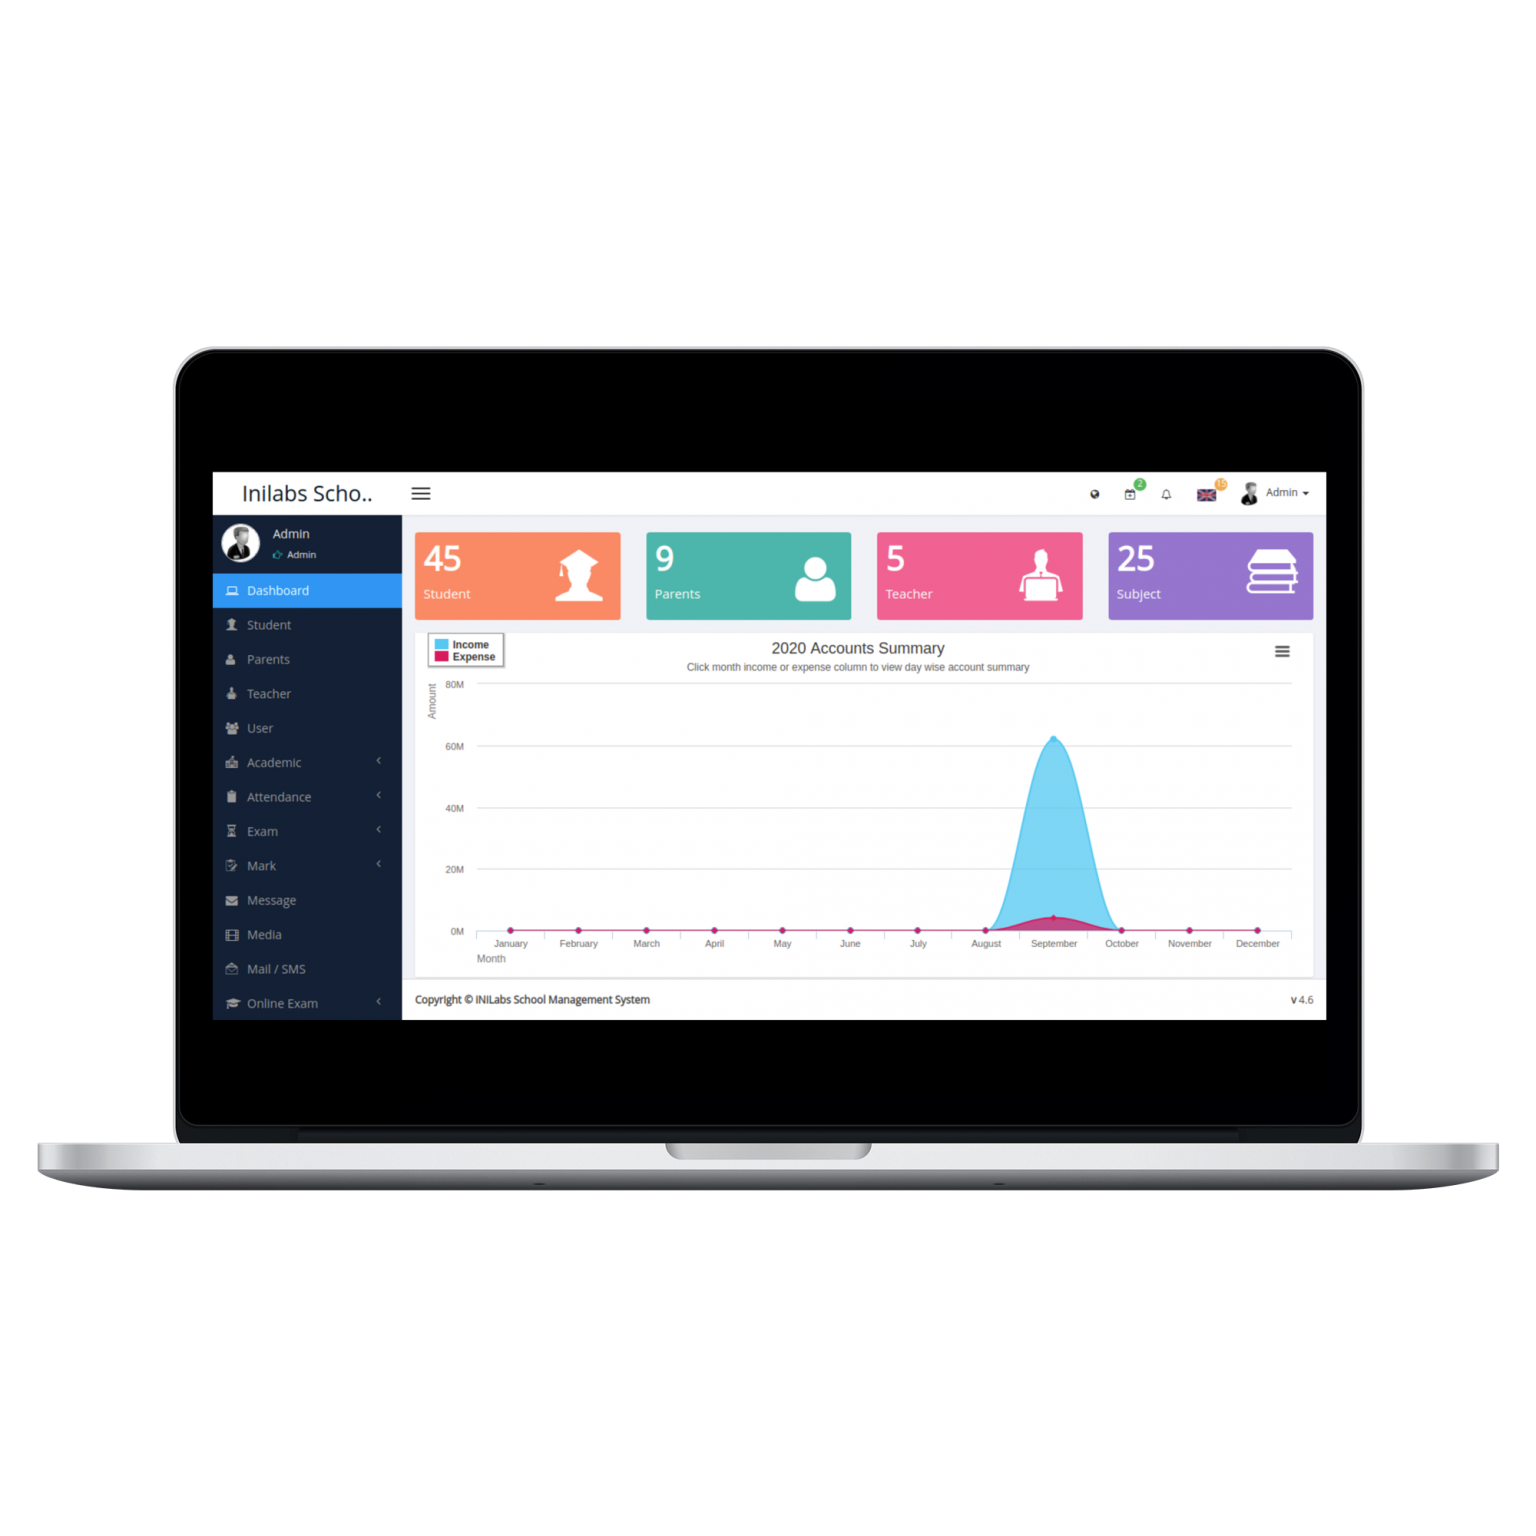 Inilabs Scho..
2
15
Admin
Admin
Admin
Dashboard
Student
Parents
Teacher
User
Academic
Attendance
Exam
Mark
Message
Media
Mail / SMS
Online Exam
45
Student
9
Parents
5
Teacher
25
Subject
Income
Expense
2020 Accounts Summary
Click month income or expense column to view day wise account summary
Amount
80M
60M
40M
20M
0M
January February March April May June July August September October November December
Month
Copyright © INILabs School Management System
v 4.6